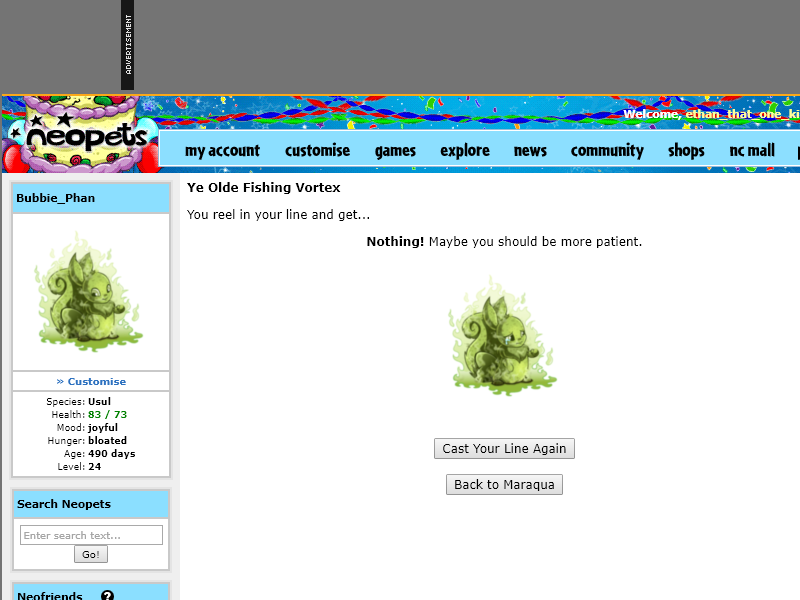 ADVERTISEMENT
neopets
Welcome, ethan_that_one_ki
my account customise games explore news community shops nc mall
Bubbie_Phan
» Customise
Species: Usul
Health: 83 / 73
Mood: joyful
Hunger: bloated
Age: 490 days
Level: 24
Search Neopets
Enter search text...
Go!
Neofriends ?
Ye Olde Fishing Vortex
You reel in your line and get...
Nothing! Maybe you should be more patient.
Cast Your Line Again
Back to Maraqua